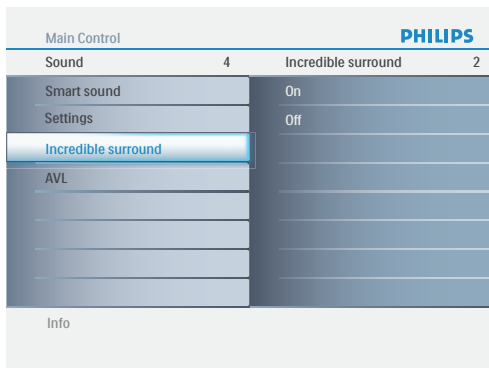 Main Control
PHILIPS
Sound 4 Incredible surround 2
Smart sound On
Settings Off
Incredible surround
AVL
Info